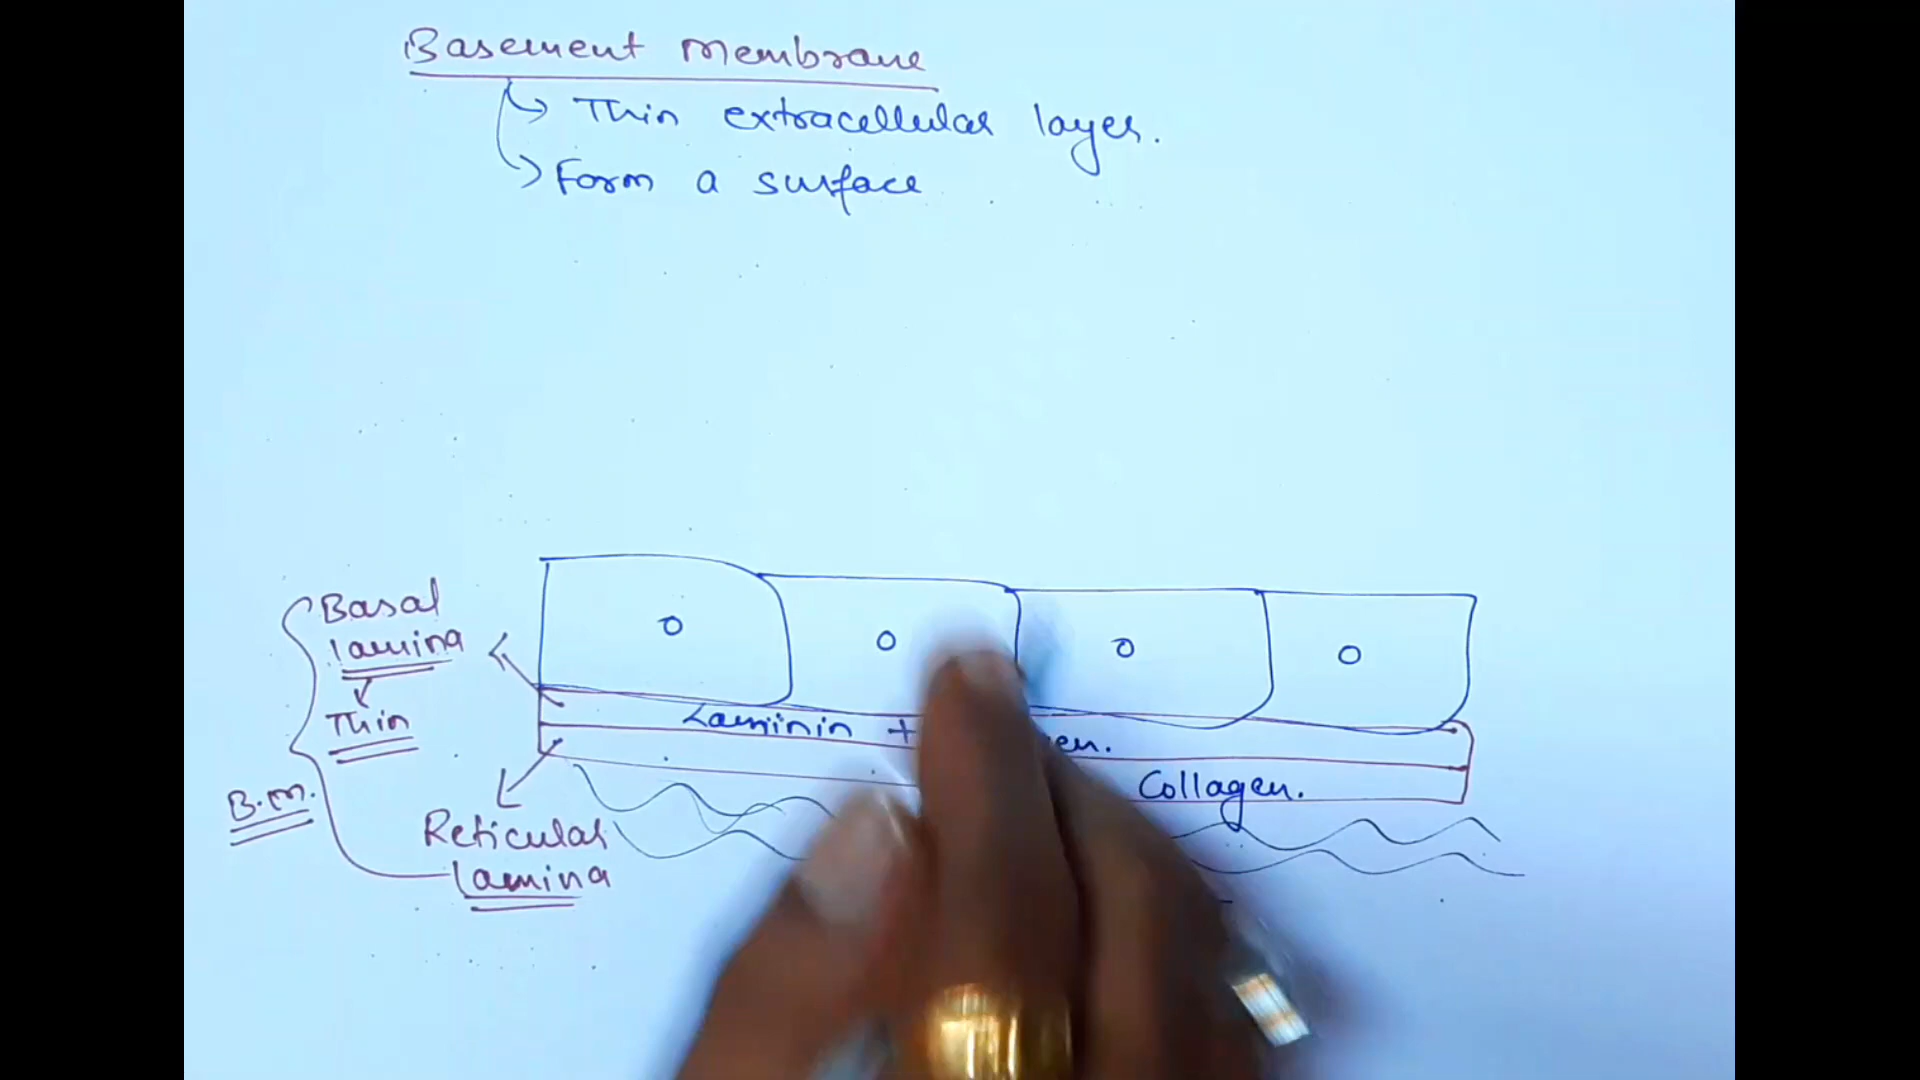 Basement Membrane
Thin extracellular layer.
Form a surface
Basal
lamina
Thin
B.M.
Reticular
lamina
Laminin +
Collagen.